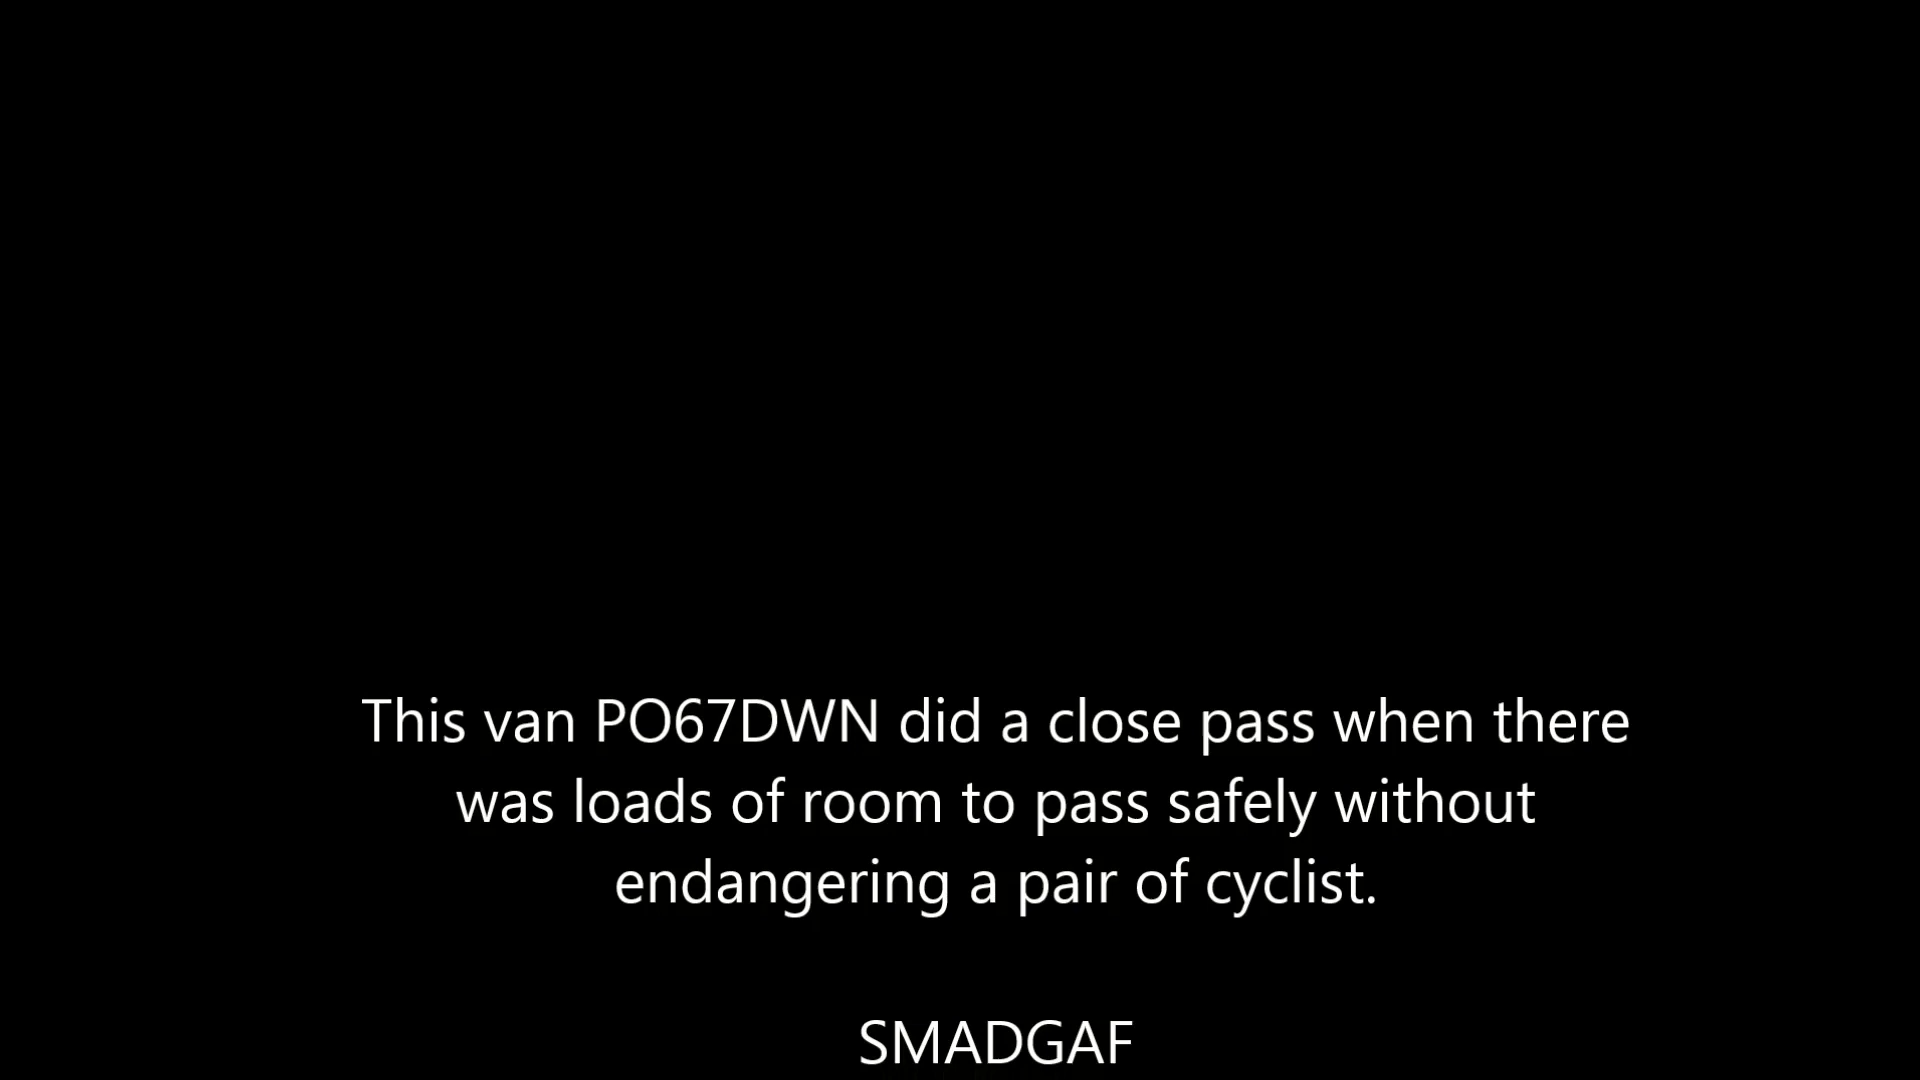 This van PO67DWN did a close pass when there
was loads of room to pass safely without
endangering a pair of cyclist.
SMADGAF